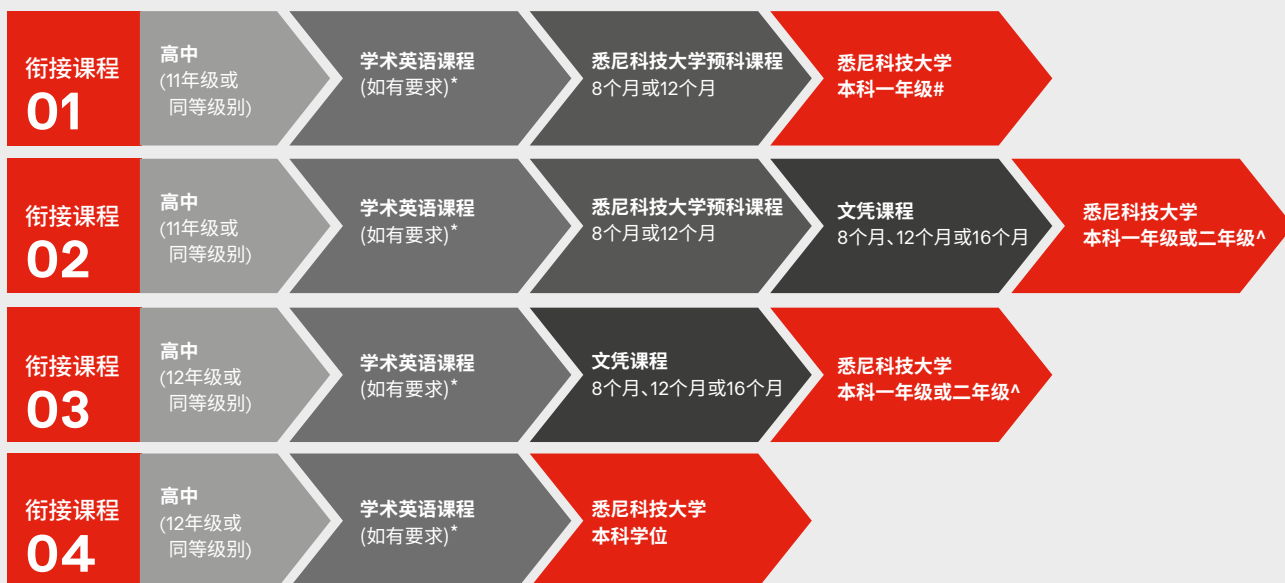 衔接课程
01
高中
(11年级或
同等级别)
学术英语课程
(如有要求)*
悉尼科技大学预科课程
8个月或12个月
悉尼科技大学
本科一年级#
衔接课程
02
高中
(11年级或
同等级别)
学术英语课程
(如有要求)*
悉尼科技大学预科课程
8个月或12个月
文凭课程
8个月、12个月或16个月
悉尼科技大学
本科一年级或二年级^
衔接课程
03
高中
(12年级或
同等级别)
学术英语课程
(如有要求)*
文凭课程
8个月、12个月或16个月
悉尼科技大学
本科一年级或二年级^
衔接课程
04
高中
(12年级或
同等级别)
学术英语课程
(如有要求)*
悉尼科技大学
本科学位